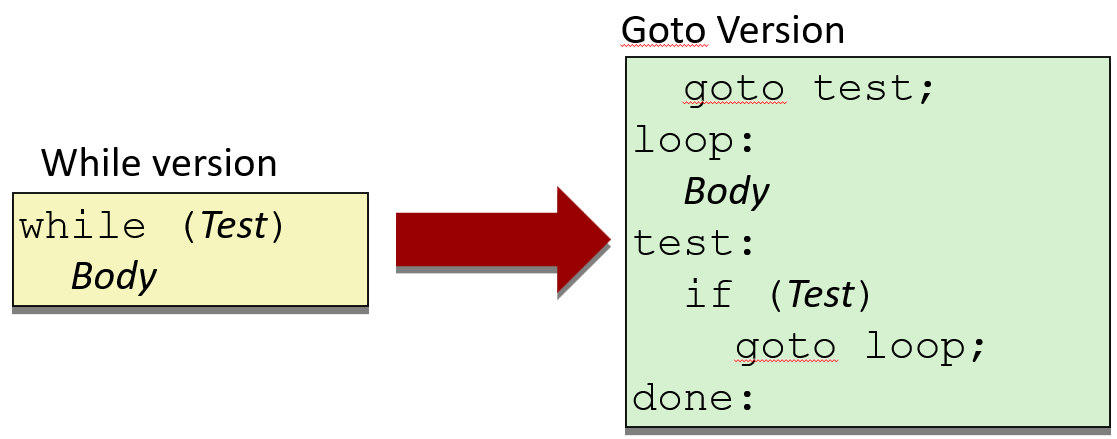 While version
while (Test)
Body
Goto Version
goto test;
loop:
Body
test:
if (Test)
goto loop;
done: